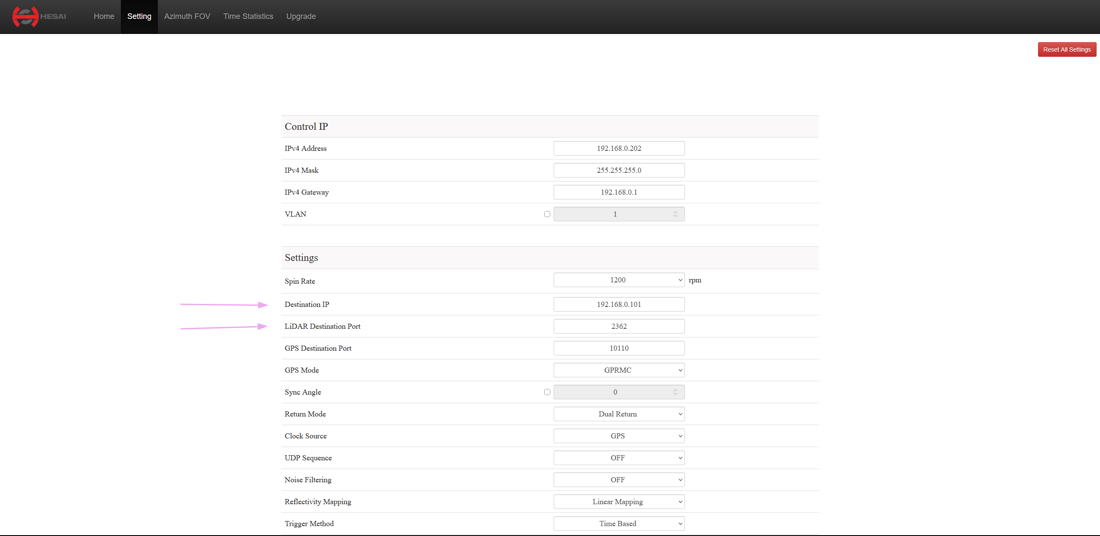 HESAI Home Setting Azimuth FOV Time Statistics Upgrade
Reset All Settings
Control IP
IPv4 Address 192.168.0.202
IPv4 Mask 255.255.255.0
IPv4 Gateway 192.168.0.1
VLAN 1
Settings
Spin Rate 1200 rpm
Destination IP 192.168.0.101
LiDAR Destination Port 2362
GPS Destination Port 10110
GPS Mode GPRMC
Sync Angle 0
Return Mode Dual Return
Clock Source GPS
UDP Sequence OFF
Noise Filtering OFF
Reflectivity Mapping Linear Mapping
Trigger Method Time Based